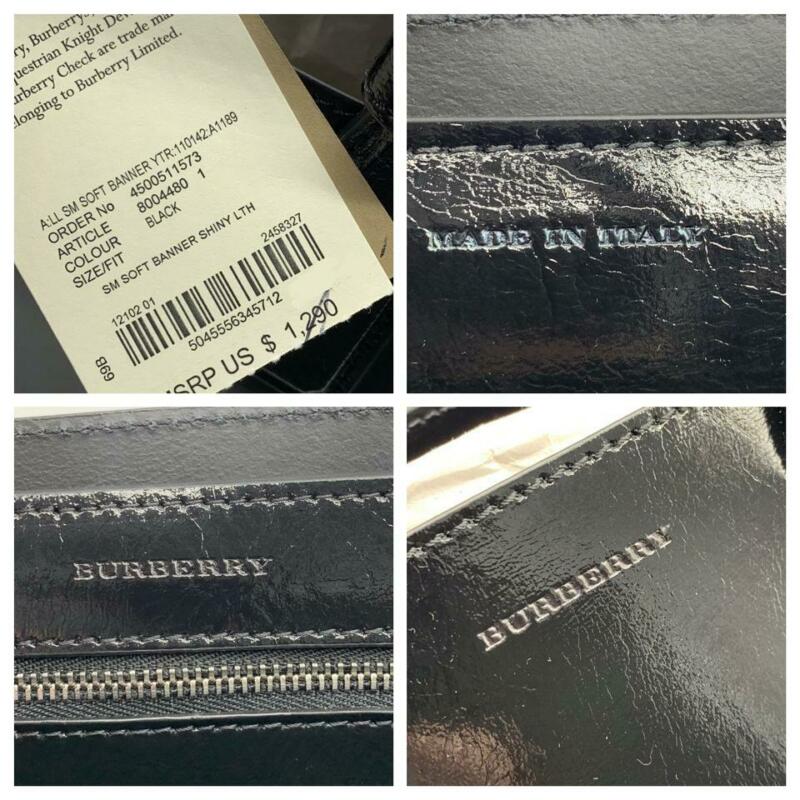 ry, Burberry,
questrian Knight Dev
urberry Check are trade ma
elonging to Burberry Limited.
A:LL SM SOFT BANNER YTR:110142:A1189
ORDER No 4500511573
ARTICLE 8004480 1
COLOUR BLACK
SIZE/FIT
SM SOFT BANNER SHINY LTH
2458327
12102 01
5045556345712
69B
MSRP US $ 1,290
MADE IN ITALY
BURBERRY
BURBERRY